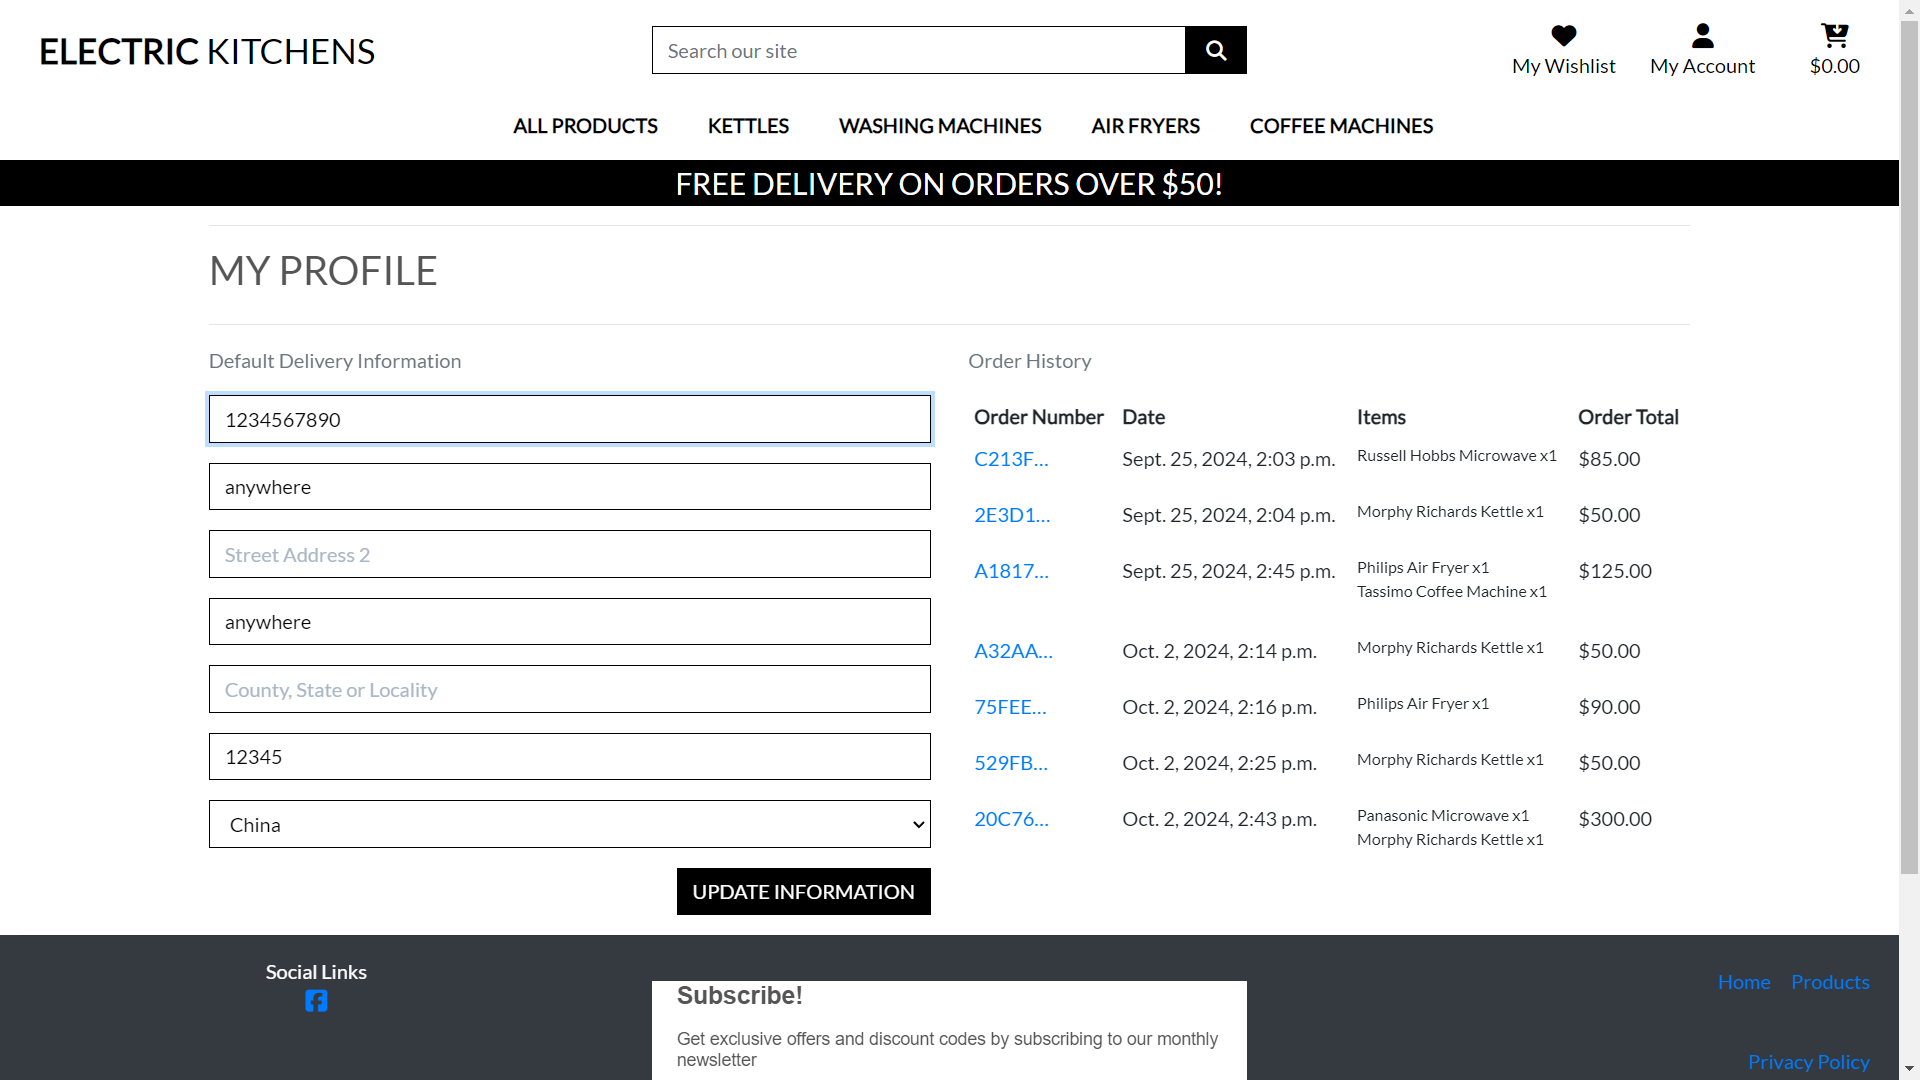 ELECTRIC KITCHENS
Search our site
My Wishlist
My Account
$0.00
ALL PRODUCTS KETTLES WASHING MACHINES AIR FRYERS COFFEE MACHINES
FREE DELIVERY ON ORDERS OVER $50!
MY PROFILE
Default Delivery Information
1234567890
anywhere
Street Address 2
anywhere
County, State or Locality
12345
China
UPDATE INFORMATION
Order History
Order Number Date Items Order Total
C213F... Sept. 25, 2024, 2:03 p.m. Russell Hobbs Microwave x1 $85.00
2E3D1... Sept. 25, 2024, 2:04 p.m. Morphy Richards Kettle x1 $50.00
A1817... Sept. 25, 2024, 2:45 p.m. Philips Air Fryer x1 $125.00
Tassimo Coffee Machine x1
A32AA... Oct. 2, 2024, 2:14 p.m. Morphy Richards Kettle x1 $50.00
75FEE... Oct. 2, 2024, 2:16 p.m. Philips Air Fryer x1 $90.00
529FB... Oct. 2, 2024, 2:25 p.m. Morphy Richards Kettle x1 $50.00
20C76... Oct. 2, 2024, 2:43 p.m. Panasonic Microwave x1 $300.00
Morphy Richards Kettle x1
Social Links
Subscribe!
Get exclusive offers and discount codes by subscribing to our monthly
newsletter
Home Products
Privacy Policy